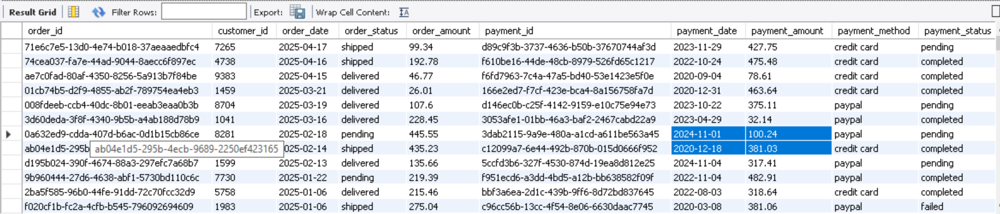 Result Grid Filter Rows: Export: Wrap Cell Content:
order_id customer_id order_date order_status order_amount payment_id payment_date payment_amount payment_method payment_status
71e6c7e5-13d0-4e74-b018-37aeaaedbfc4 7265 2025-04-17 shipped 99.34 d89c9f3b-3737-4636-b50b-37670744af3d 2023-11-29 427.75 credit card pending
74cea037-fa7e-44ad-9044-8aecc6f897ec 4738 2025-04-16 shipped 192.78 f610be16-44de-48cb-8979-526fd65c1217 2022-10-24 475.48 credit card completed
ae7c0fad-80af-4350-8256-5a913b7f84be 9383 2025-04-15 delivered 46.77 f6fd7963-7c4a-47a5-bd40-53e1423e5f0e 2020-09-04 78.61 credit card completed
01cb74b5-d2f9-4855-ab2f-789754ea4eb3 1459 2025-03-21 delivered 26.01 166e2ed7-f7cf-423e-bca4-8a156758fa7d 2020-12-31 463.64 credit card completed
008fdeeb-ccb4-40dc-8b01-eeab3eaa0b3b 8704 2025-03-19 delivered 107.6 d146ec0b-c25f-4142-9159-e10c75e94e73 2023-10-22 375.11 paypal pending
3d60deda-3f8f-4340-9b5b-a4ab188d78b9 1041 2025-03-16 delivered 228.45 3053afe1-01bb-46a3-baf2-2467cabd22a9 2023-04-29 32.14 paypal completed
0a632ed9-cdda-407d-b6ac-0d1b15cb86ce 8281 2025-02-18 pending 445.55 3dab2115-9a9e-480a-a1cd-a611be563a45 2024-11-01 100.24 paypal pending
ab04e1d5-295b ab04e1d5-295b-4ecb-9689-2250ef423165 025-02-14 shipped 435.23 c12099a7-6e44-492b-870b-015d0666f952 2020-12-18 381.03 credit card completed
d195b024-390f-4674-88a3-297efc7a68b7 1599 2025-02-13 delivered 135.66 5ccfd3b6-327f-4530-874d-19ea8d812e25 2024-11-04 317.41 paypal pending
9b960444-27d6-4638-abf1-5730bd110c6c 7730 2025-01-22 pending 219.39 f951ecd6-a3dd-4bd5-a12b-bb638582f09f 2022-11-04 482.91 paypal completed
2ba5f585-96b0-44fe-91dd-72c70fcc32d9 5758 2025-01-06 delivered 215.46 bbf3a6ea-2d1c-439b-9ff6-8d72bd837645 2022-08-03 318.64 credit card completed
f020cf1b-fc2a-4cfb-b545-796092694609 1983 2025-01-06 shipped 275.04 c96cc56b-13cc-4f54-8e06-6630daac7745 2020-03-08 381.06 paypal failed